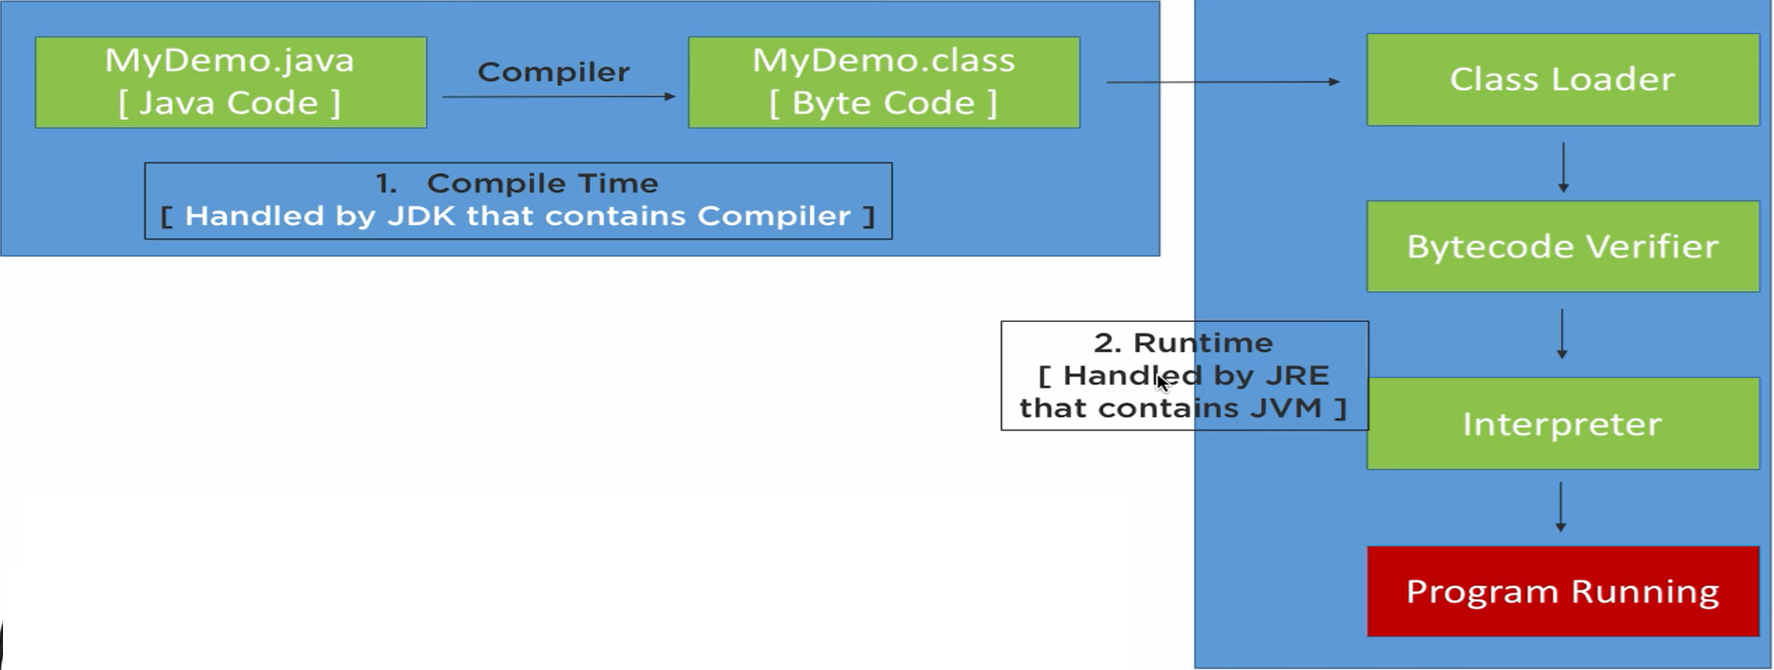 MyDemo.java
[ Java Code ]
Compiler
MyDemo.class
[ Byte Code ]
1. Compile Time
[ Handled by JDK that contains Compiler ]
Class Loader
Bytecode Verifier
2. Runtime
[ Handled by JRE
that contains JVM ]
Interpreter
Program Running